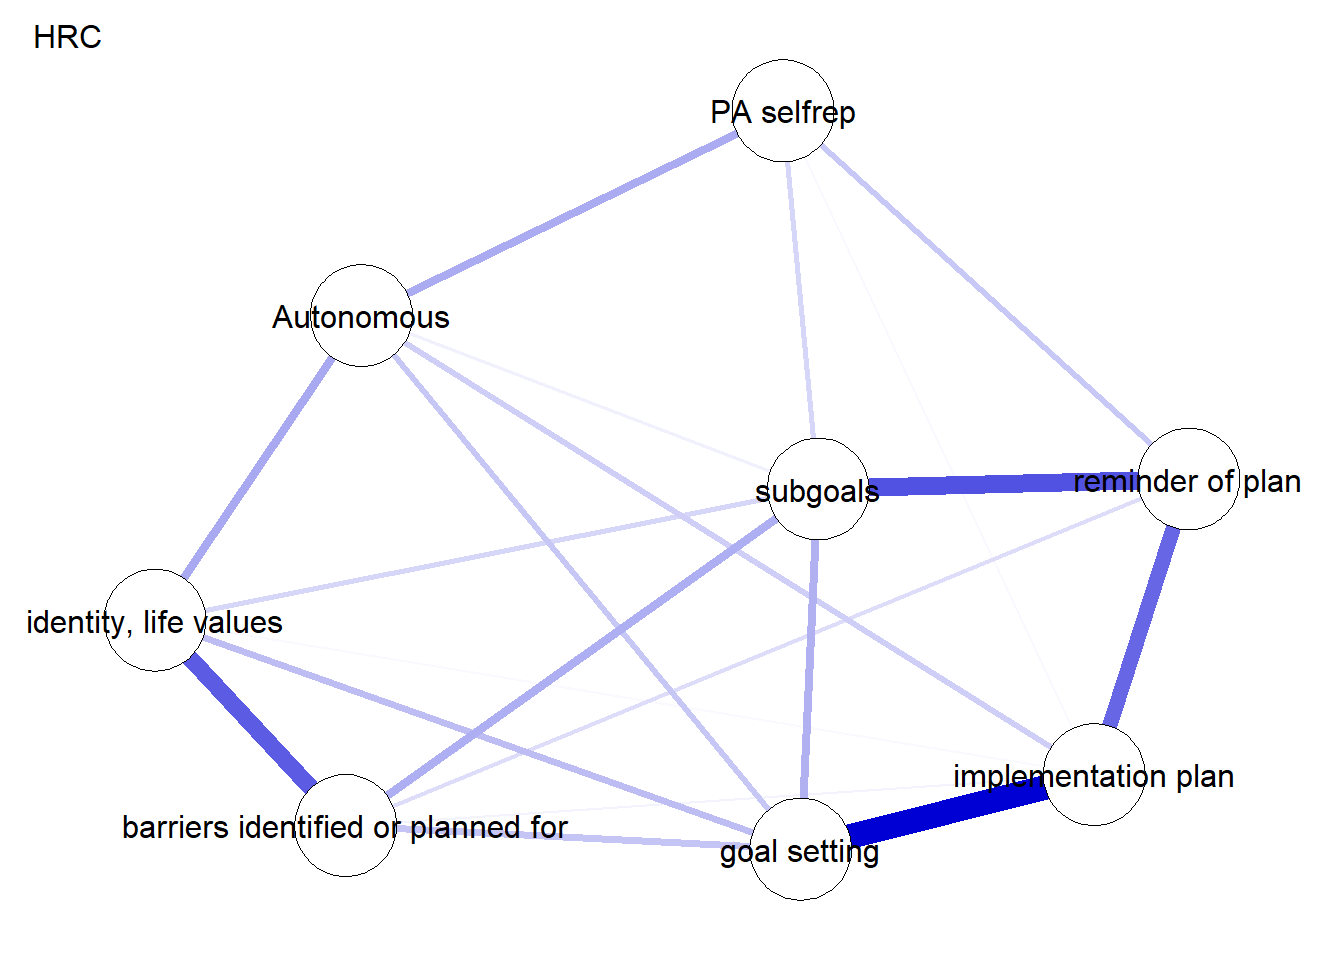 HRC
PA selfrep
Autonomous
subgoals
reminder of plan
identity, life values
implementation plan
barriers identified or planned for
goal setting